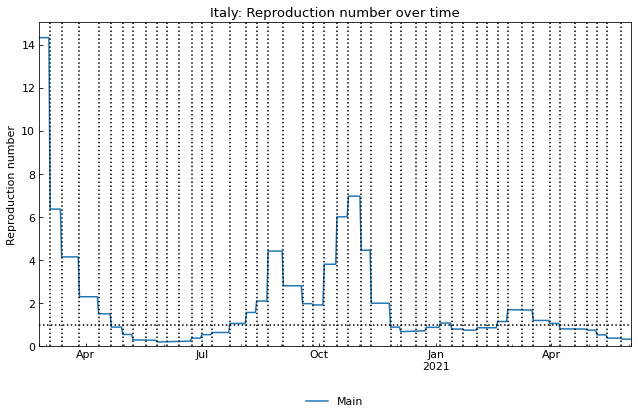 Italy: Reproduction number over time
Reproduction number
14
12
10
8
6
4
2
0
Apr
Jul
Oct
Jan
2021
Apr
Main